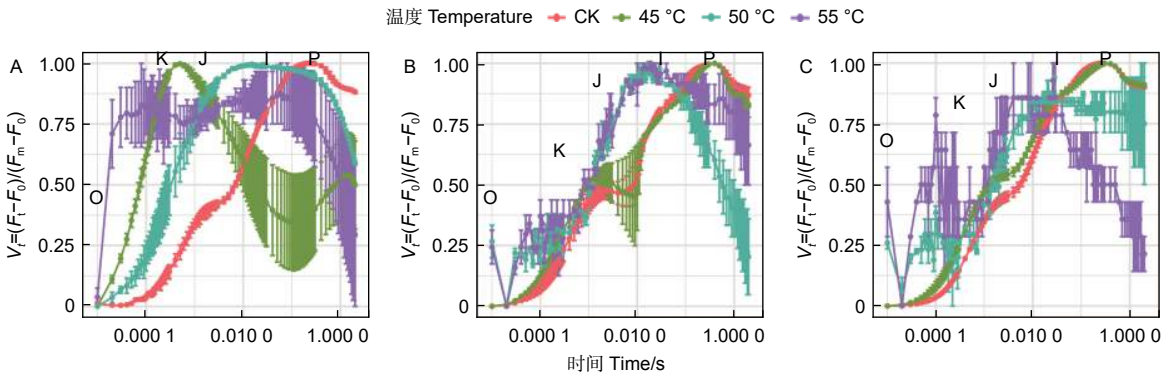 温度 Temperature CK 45 °C 50 °C 55 °C
A K J I P
1.00
0.75
0.50
0.25
0
O
V_t=(F_t−F_0)/(F_m−F_0)
0.000 1 0.010 0 1.000 0
B J I P
1.00
0.75
K
0.50
O
0.25
0
V_t=(F_t−F_0)/(F_m−F_0)
0.000 1 0.010 0 1.000 0
C J I P
1.00
K
0.75
O
0.50
0.25
0
V_t=(F_t−F_0)/(F_m−F_0)
0.000 1 0.010 0 1.000 0
时间 Time/s